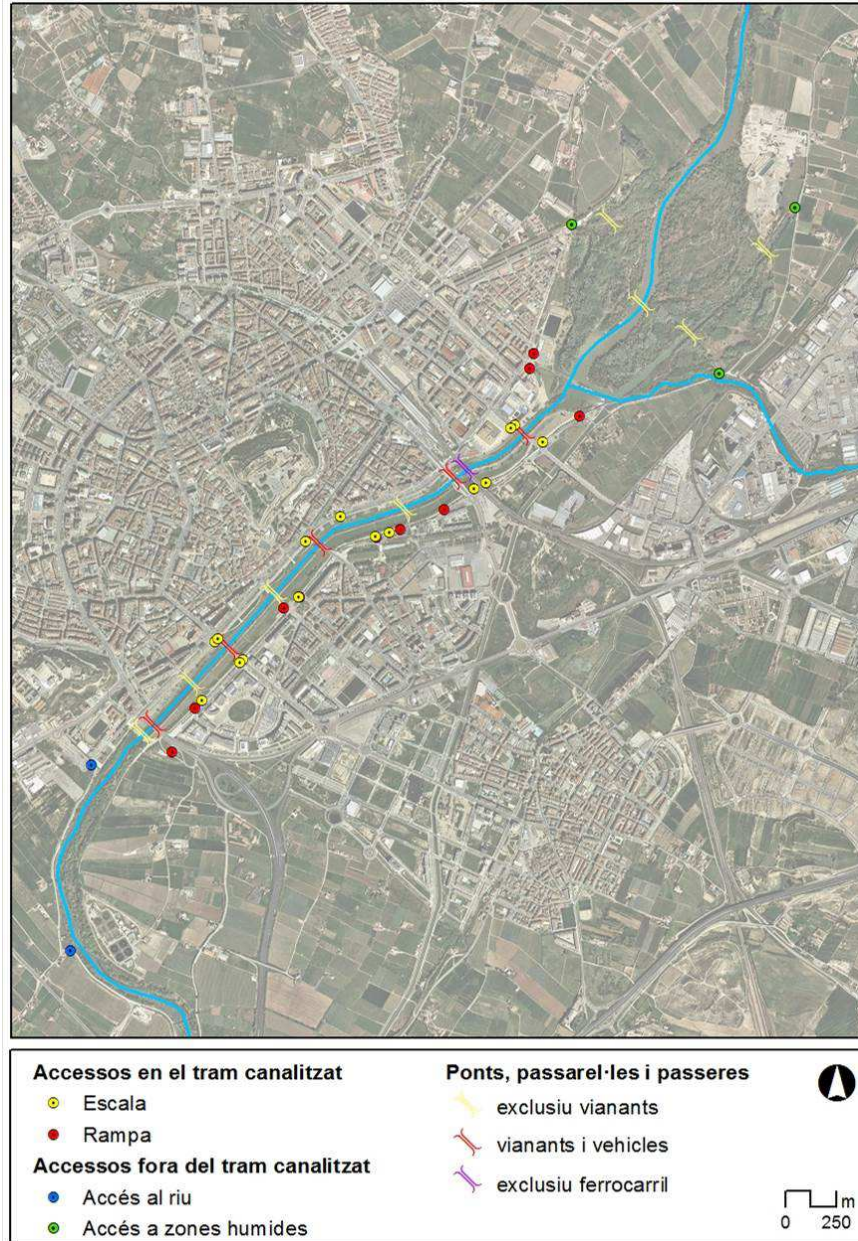 Accessos en el tram canalitzat
Escala
Rampa
Accessos fora del tram canalitzat
Accés al riu
Accés a zones humides
Ponts, passarel·les i passeres
exclusiu vianants
vianants i vehicles
exclusiu ferrocarril
m
0 250